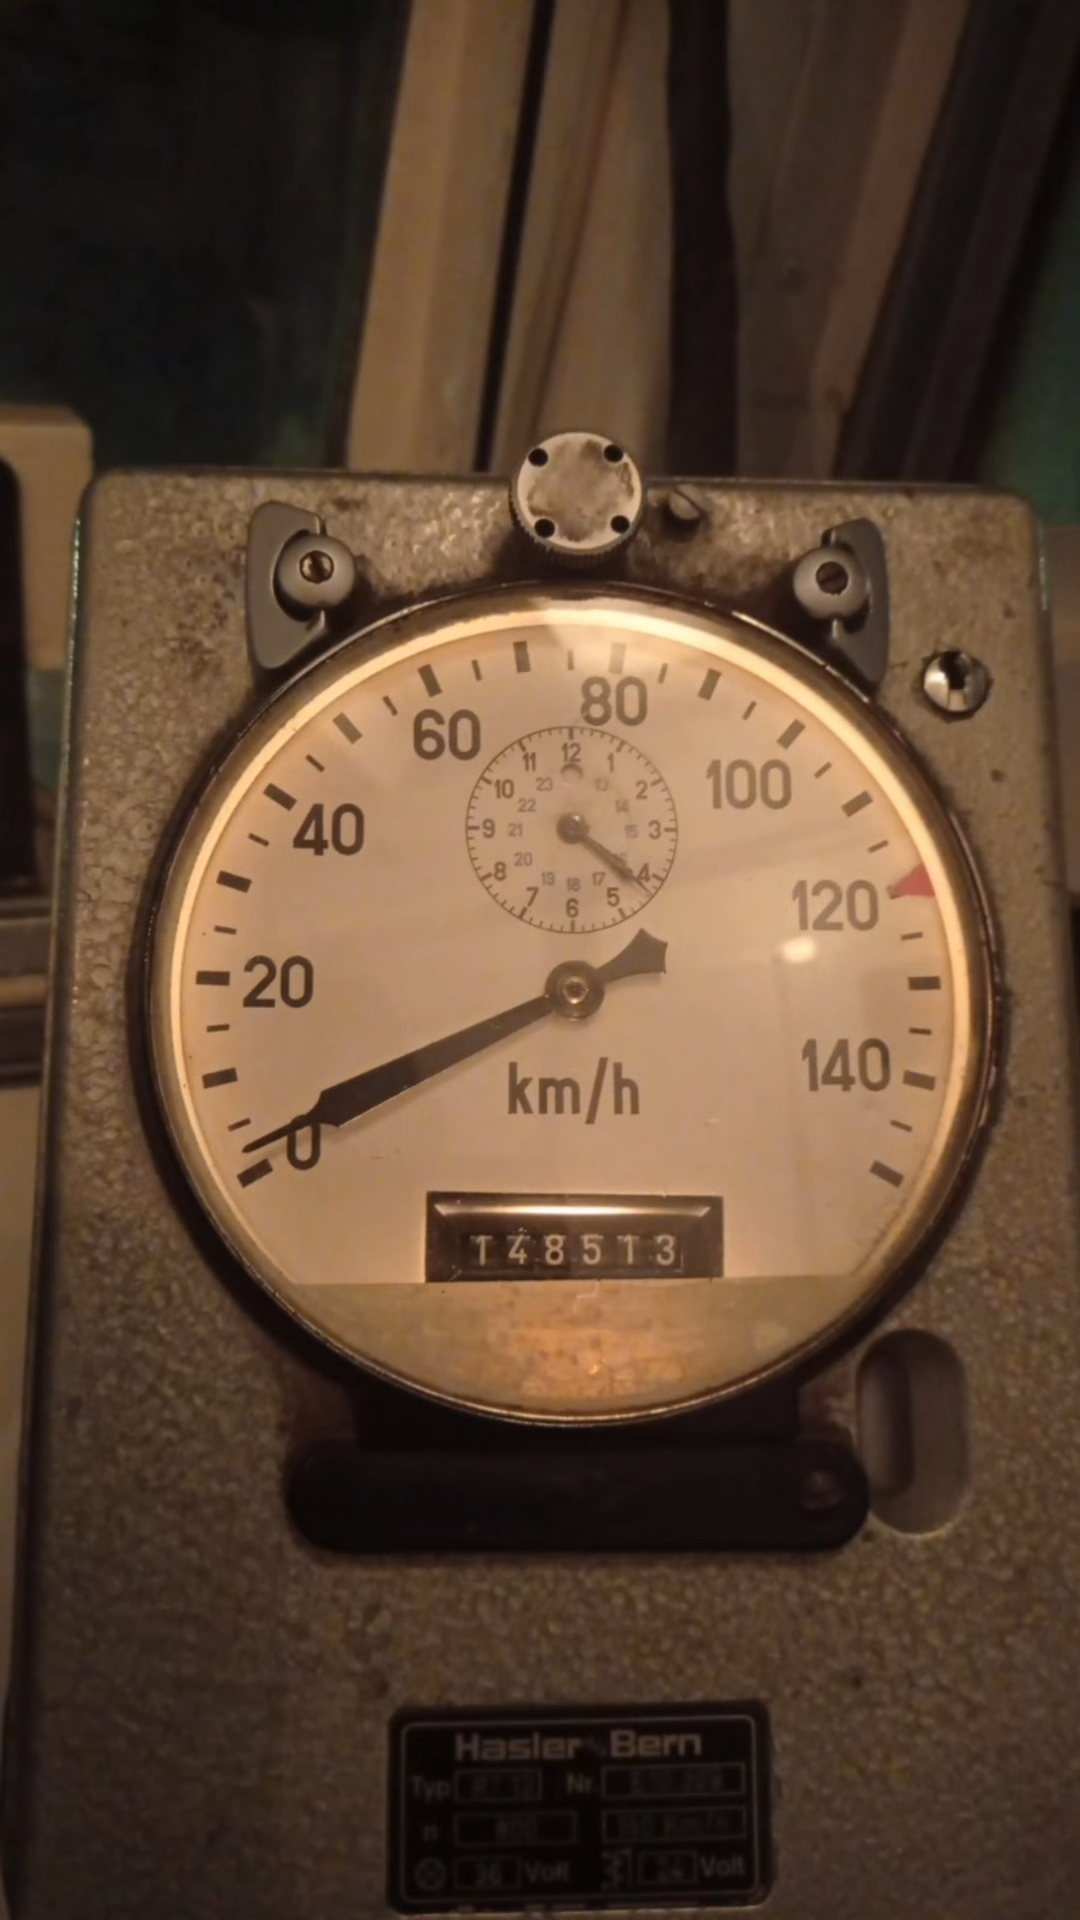 60 80
40 100
20 120
0 140
12 1 2 3 4 5 6 7 8 9 10 11
13 14 15 17 18 19 20 21 22 23
km/h
148513
Hasler Bern
Typ Nr.
n
36 Volt 24 Volt